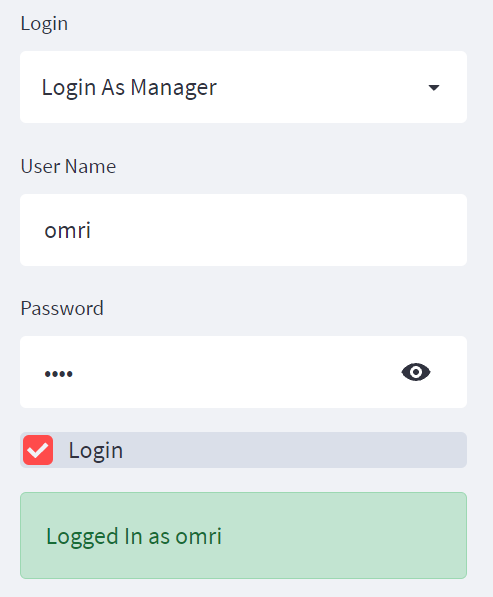 Login
Login As Manager
User Name
omri
Password
••••
Login
Logged In as omri